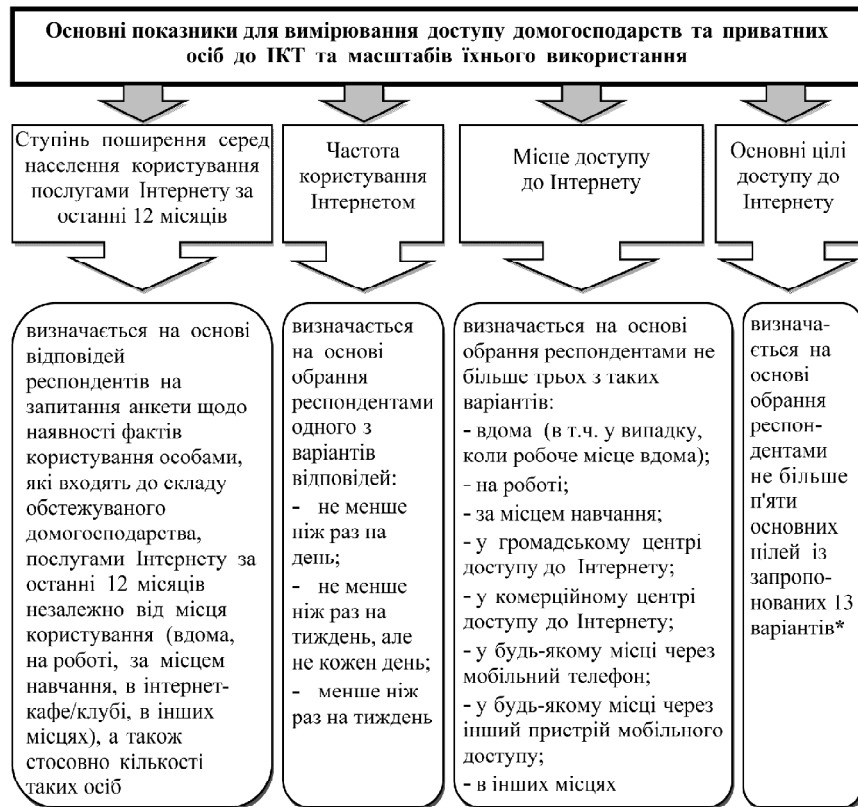 Основні показники для вимірювання доступу домогосподарств та приватних
осіб до ІКТ та масштабів їхнього використання
Ступінь поширення серед
населення користування
послугами Інтернету за
останні 12 місяців
Частота
користування
Інтернетом
Місце доступу
до Інтернету
Основні цілі
доступу до
Інтернету
визначається на основі
відповідей
респондентів на
запитання анкети щодо
наявності фактів
користування особами,
які входять до складу
обстежуваного
домогосподарства,
послугами Інтернету за
останні 12 місяців
незалежно від місця
користування (вдома,
на роботі, за місцем
навчання, в інтернет-
кафе/клубі, в інших
місцях), а також
стосовно кількості
таких осіб
визначається
на основі
обрання
респондентами
одного з
варіантів
відповідей:
- не менше
ніж раз на
день;
- не менше
ніж раз на
тиждень, але
не кожен день;
- менше ніж
раз на тиждень
визначається на основі
обрання респондентами не
більше трьох з таких
варіантів:
- вдома (в т.ч. у випадку,
коли робоче місце вдома);
- на роботі;
- за місцем навчання;
- у громадському центрі
доступу до Інтернету;
- у комерційному центрі
доступу до Інтернету;
- у будь-якому місці через
мобільний телефон;
- у будь-якому місці через
інший пристрій мобільного
доступу;
- в інших місцях
визнача-
ється на
основі
обрання
респон-
дентами
не більше
п'яти
основних
цілей із
запропо-
нованих 13
варіантів*